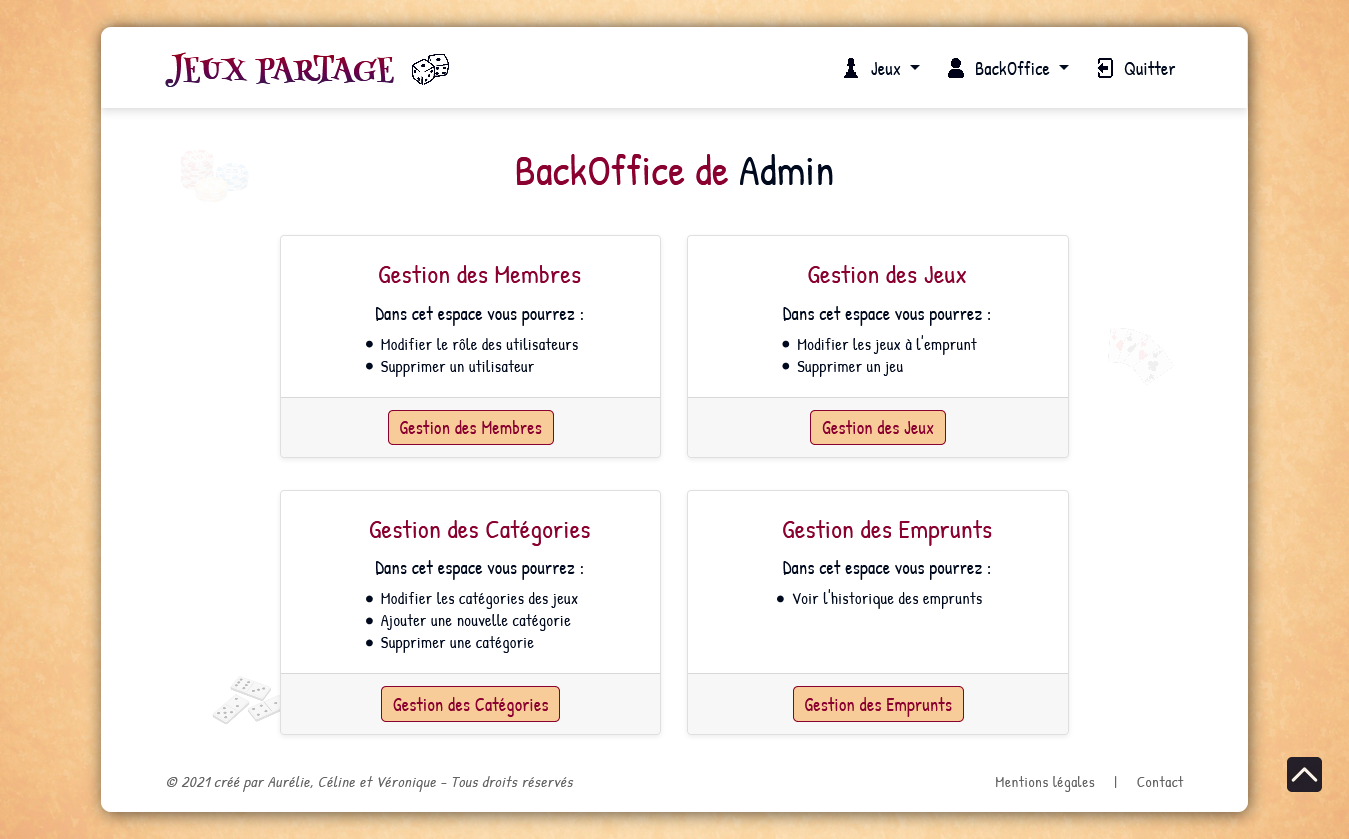 JEUX PARTAGE
Jeux
BackOffice
Quitter
BackOffice de Admin
Gestion des Membres
Dans cet espace vous pourrez :
Modifier le rôle des utilisateurs
Supprimer un utilisateur
Gestion des Membres
Gestion des Jeux
Dans cet espace vous pourrez :
Modifier les jeux à l'emprunt
Supprimer un jeu
Gestion des Jeux
Gestion des Catégories
Dans cet espace vous pourrez :
Modifier les catégories des jeux
Ajouter une nouvelle catégorie
Supprimer une catégorie
Gestion des Catégories
Gestion des Emprunts
Dans cet espace vous pourrez :
Voir l'historique des emprunts
Gestion des Emprunts
© 2021 créé par Aurélie, Céline et Véronique - Tous droits réservés
Mentions légales | Contact